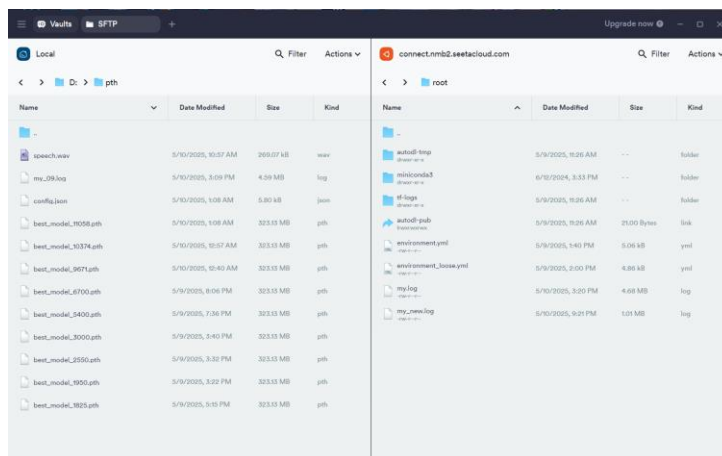 Vaults SFTP + Upgrade now
Local Filter Actions
D: pth
Name Date Modified Size Kind
..
speech.wav 5/10/2025, 10:57 AM 269.07 kB wav
my_09.log 5/10/2025, 3:09 PM 4.59 MB log
config.json 5/10/2025, 1:08 AM 5.80 kB json
best_model_11058.pth 5/10/2025, 1:08 AM 323.13 MB pth
best_model_10374.pth 5/10/2025, 12:57 AM 323.13 MB pth
best_model_9671.pth 5/10/2025, 12:40 AM 323.13 MB pth
best_model_6700.pth 5/9/2025, 8:06 PM 323.13 MB pth
best_model_5400.pth 5/9/2025, 7:36 PM 323.13 MB pth
best_model_3000.pth 5/9/2025, 3:40 PM 323.13 MB pth
best_model_2550.pth 5/9/2025, 3:32 PM 323.13 MB pth
best_model_1950.pth 5/9/2025, 3:22 PM 323.13 MB pth
best_model_1825.pth 5/9/2025, 5:15 PM 323.13 MB pth
connect.nmb2.seetacloud.com Filter Actions
root
Name Date Modified Size Kind
..
autodl-tmp 5/9/2025, 11:26 AM - - folder
miniconda3 6/12/2024, 3:33 PM - - folder
tf-logs 5/9/2025, 11:26 AM - - folder
autodl-pub 5/9/2025, 11:26 AM 21.00 Bytes link
environment.yml 5/9/2025, 1:40 PM 5.06 kB yml
environment_loose.yml 5/9/2025, 2:00 PM 4.88 kB yml
my.log 5/10/2025, 3:20 PM 4.68 MB log
my_new.log 5/10/2025, 9:21 PM 1.01 MB log